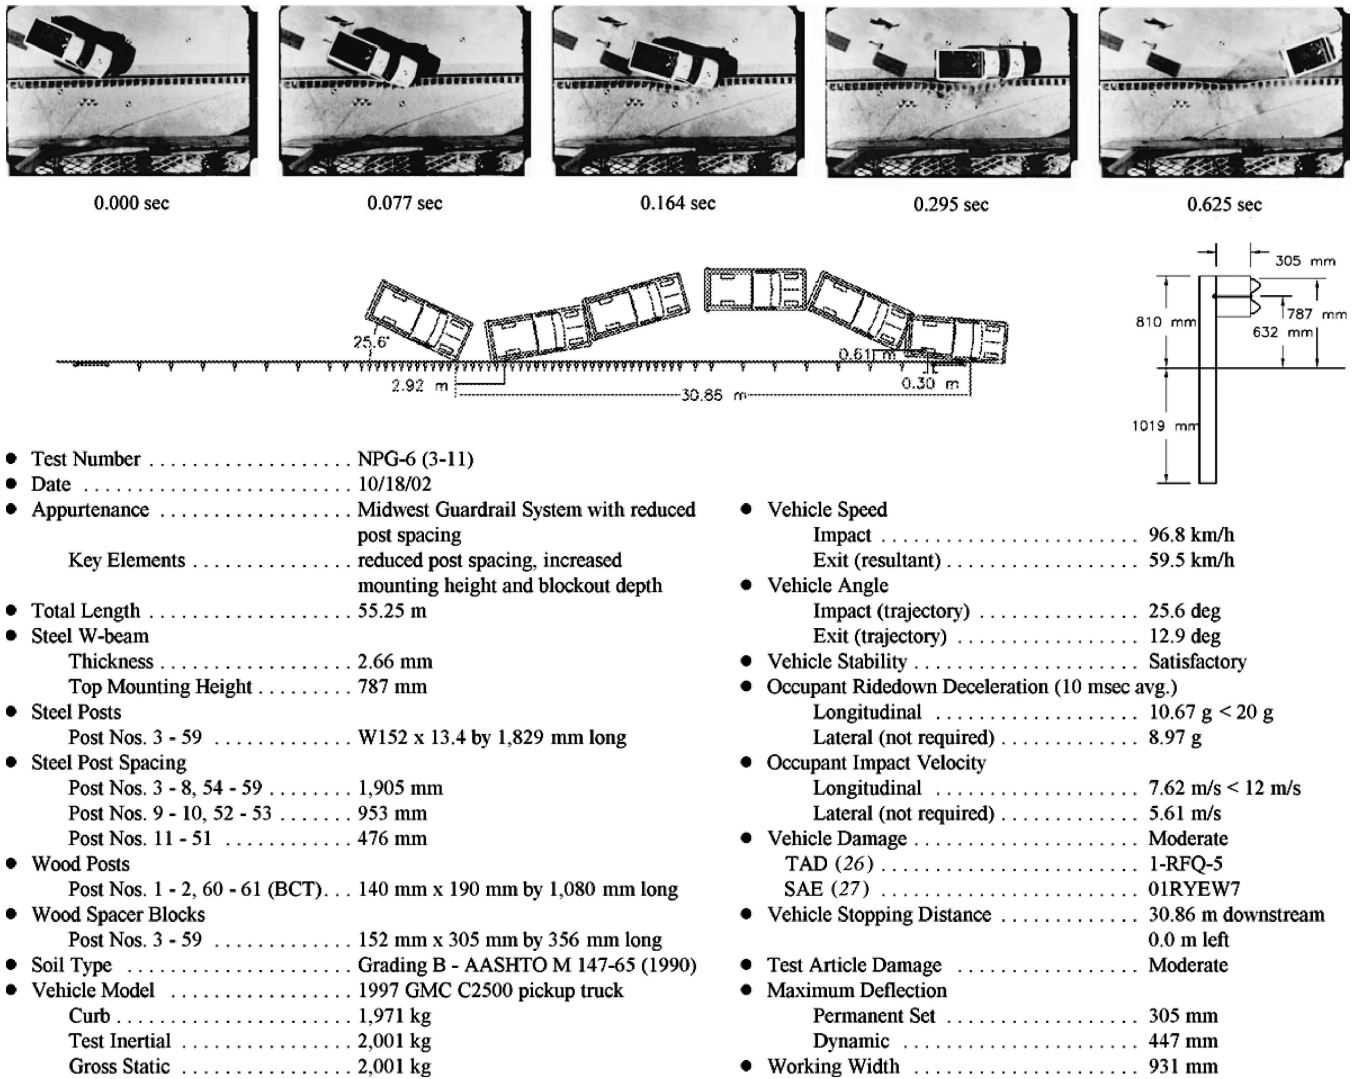 0.000 sec
0.077 sec
0.164 sec
0.295 sec
0.625 sec
305 mm
810 mm
787 mm
632 mm
1019 mm
25.6°
2.92 m
30.86 m
0.61
0.30 m
● Test Number . . . . . . . . . . . . . . . . . . . NPG-6 (3-11)
● Date . . . . . . . . . . . . . . . . . . . . . . . . . 10/18/02
● Appurtenance . . . . . . . . . . . . . . . . . . Midwest Guardrail System with reduced
post spacing
Key Elements . . . . . . . . . . . . . . . reduced post spacing, increased
mounting height and blockout depth
● Total Length . . . . . . . . . . . . . . . . . . . 55.25 m
● Steel W-beam
Thickness . . . . . . . . . . . . . . . . . . 2.66 mm
Top Mounting Height . . . . . . . . . 787 mm
● Steel Posts
Post Nos. 3 - 59 . . . . . . . . . . . . . W152 x 13.4 by 1,829 mm long
● Steel Post Spacing
Post Nos. 3 - 8, 54 - 59 . . . . . . . . 1,905 mm
Post Nos. 9 - 10, 52 - 53 . . . . . . . 953 mm
Post Nos. 11 - 51 . . . . . . . . . . . . 476 mm
● Wood Posts
Post Nos. 1 - 2, 60 - 61 (BCT). . . 140 mm x 190 mm by 1,080 mm long
● Wood Spacer Blocks
Post Nos. 3 - 59 . . . . . . . . . . . . . 152 mm x 305 mm by 356 mm long
● Soil Type . . . . . . . . . . . . . . . . . . . . . Grading B - AASHTO M 147-65 (1990)
● Vehicle Model . . . . . . . . . . . . . . . . . 1997 GMC C2500 pickup truck
Curb . . . . . . . . . . . . . . . . . . . . . . 1,971 kg
Test Inertial . . . . . . . . . . . . . . . . 2,001 kg
Gross Static . . . . . . . . . . . . . . . . 2,001 kg
● Vehicle Speed
Impact . . . . . . . . . . . . . . . . . . . . . . . 96.8 km/h
Exit (resultant) . . . . . . . . . . . . . . . . . 59.5 km/h
● Vehicle Angle
Impact (trajectory) . . . . . . . . . . . . . . 25.6 deg
Exit (trajectory) . . . . . . . . . . . . . . . . 12.9 deg
● Vehicle Stability . . . . . . . . . . . . . . . . . . . . Satisfactory
● Occupant Ridedown Deceleration (10 msec avg.)
Longitudinal . . . . . . . . . . . . . . . . . . 10.67 g < 20 g
Lateral (not required) . . . . . . . . . . . . 8.97 g
● Occupant Impact Velocity
Longitudinal . . . . . . . . . . . . . . . . . . 7.62 m/s < 12 m/s
Lateral (not required) . . . . . . . . . . . . 5.61 m/s
● Vehicle Damage . . . . . . . . . . . . . . . . . . . . Moderate
TAD (26) . . . . . . . . . . . . . . . . . . . . . . . . 1-RFQ-5
SAE (27) . . . . . . . . . . . . . . . . . . . . . . . . 01RYEW7
● Vehicle Stopping Distance . . . . . . . . . . . . 30.86 m downstream
0.0 m left
● Test Article Damage . . . . . . . . . . . . . . . . Moderate
● Maximum Deflection
Permanent Set . . . . . . . . . . . . . . . . . 305 mm
Dynamic . . . . . . . . . . . . . . . . . . . . . 447 mm
● Working Width . . . . . . . . . . . . . . . . . . . . 931 mm